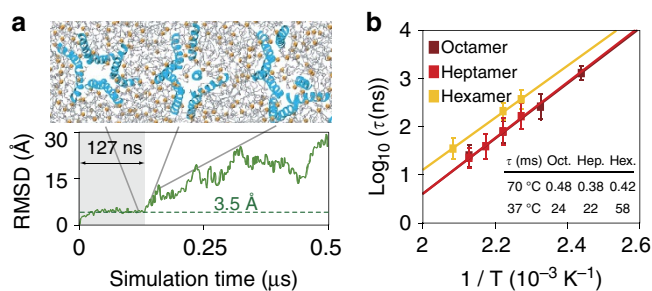 a
30
15
0
RMSD (Å)
127 ns
3.5 Å
0 0.25 0.5
Simulation time (μs)
b
Octamer
Heptamer
Hexamer
4
3
2
1
0
Log10 (τ(ns))
τ (ms) Oct. Hep. Hex.
70 °C 0.48 0.38 0.42
37 °C 24 22 58
2 2.2 2.4 2.6
1 / T (10⁻³ K⁻¹)